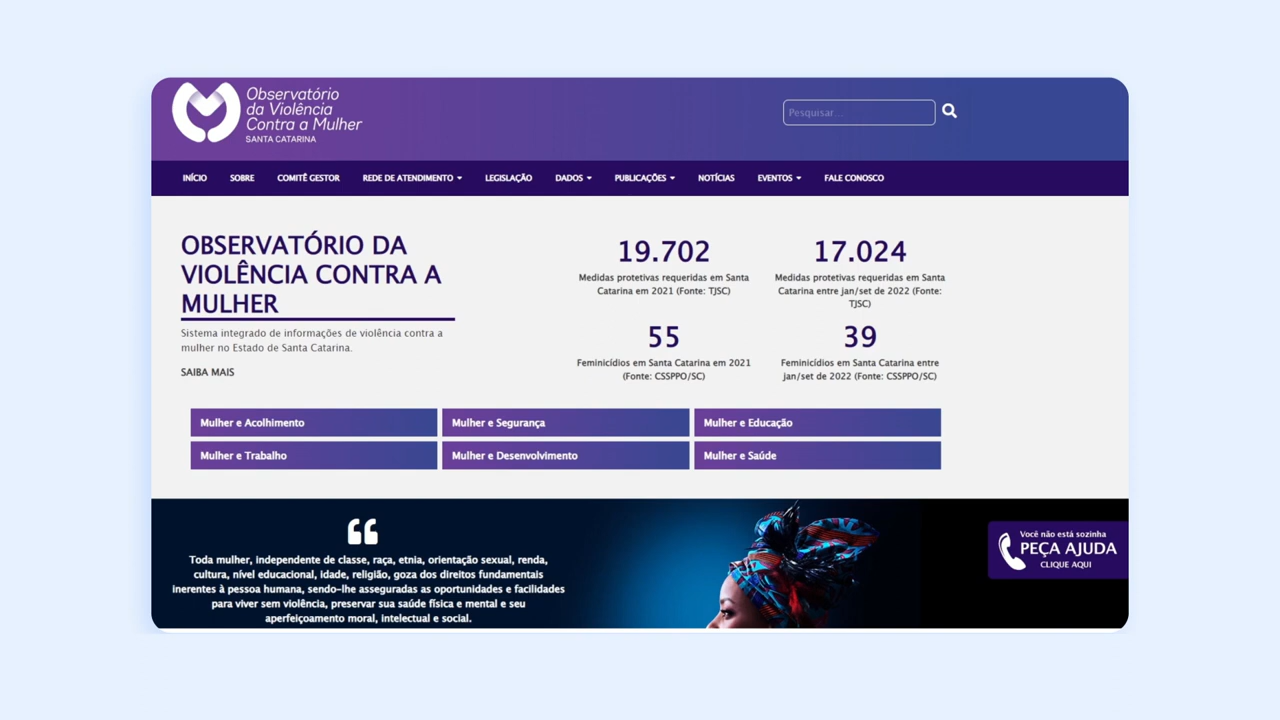 Observatório
da Violência
Contra a Mulher
SANTA CATARINA
Pesquisar...
INÍCIO SOBRE COMITÊ GESTOR REDE DE ATENDIMENTO LEGISLAÇÃO DADOS PUBLICAÇÕES NOTÍCIAS EVENTOS FALE CONOSCO
OBSERVATÓRIO DA
VIOLÊNCIA CONTRA A
MULHER
Sistema integrado de informações de violência contra a
mulher no Estado de Santa Catarina.
SAIBA MAIS
19.702
Medidas protetivas requeridas em Santa
Catarina em 2021 (Fonte: TJSC)
17.024
Medidas protetivas requeridas em Santa
Catarina entre jan/set de 2022 (Fonte:
TJSC)
55
Feminicídios em Santa Catarina em 2021
(Fonte: CSSPPO/SC)
39
Feminicídios em Santa Catarina entre
jan/set de 2022 (Fonte: CSSPPO/SC)
Mulher e Acolhimento
Mulher e Segurança
Mulher e Educação
Mulher e Trabalho
Mulher e Desenvolvimento
Mulher e Saúde
“
Toda mulher, independente de classe, raça, etnia, orientação sexual, renda,
cultura, nível educacional, idade, religião, goza dos direitos fundamentais
inerentes à pessoa humana, sendo-lhe asseguradas as oportunidades e facilidades
para viver sem violência, preservar sua saúde física e mental e seu
aperfeiçoamento moral, intelectual e social.
Você não está sozinha
PEÇA AJUDA
CLIQUE AQUI